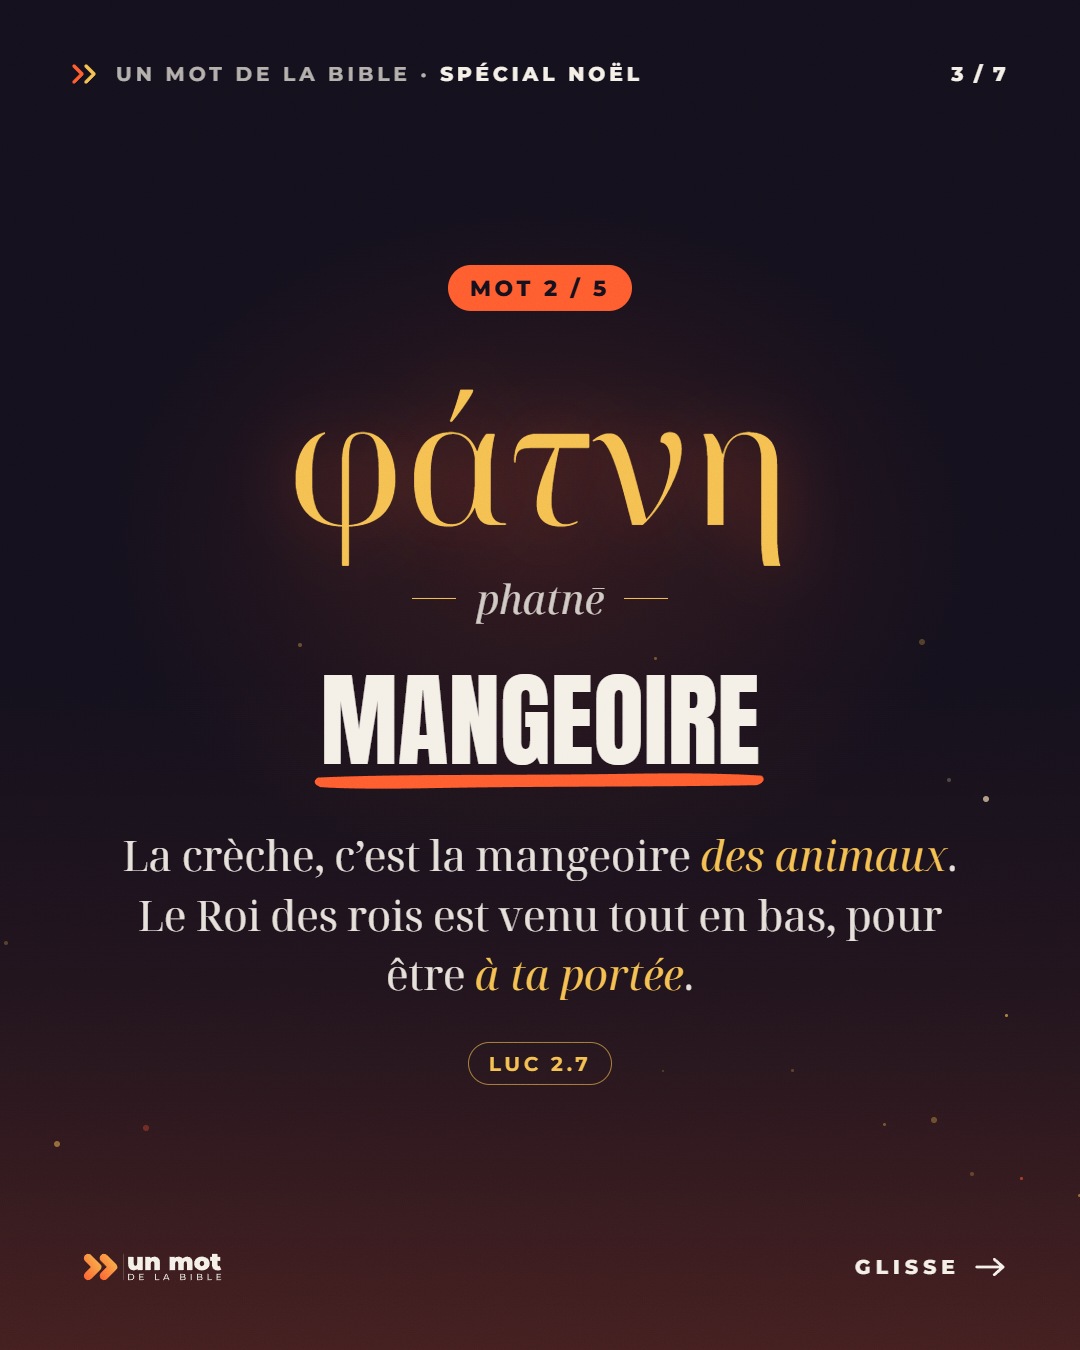 UN MOT DE LA BIBLE · SPÉCIAL NOËL
3 / 7
MOT 2 / 5
φάτνη
phatnē
MANGEOIRE
La crèche, c’est la mangeoire des animaux.
Le Roi des rois est venu tout en bas, pour
être à ta portée.
LUC 2.7
un mot
DE LA BIBLE
GLISSE →